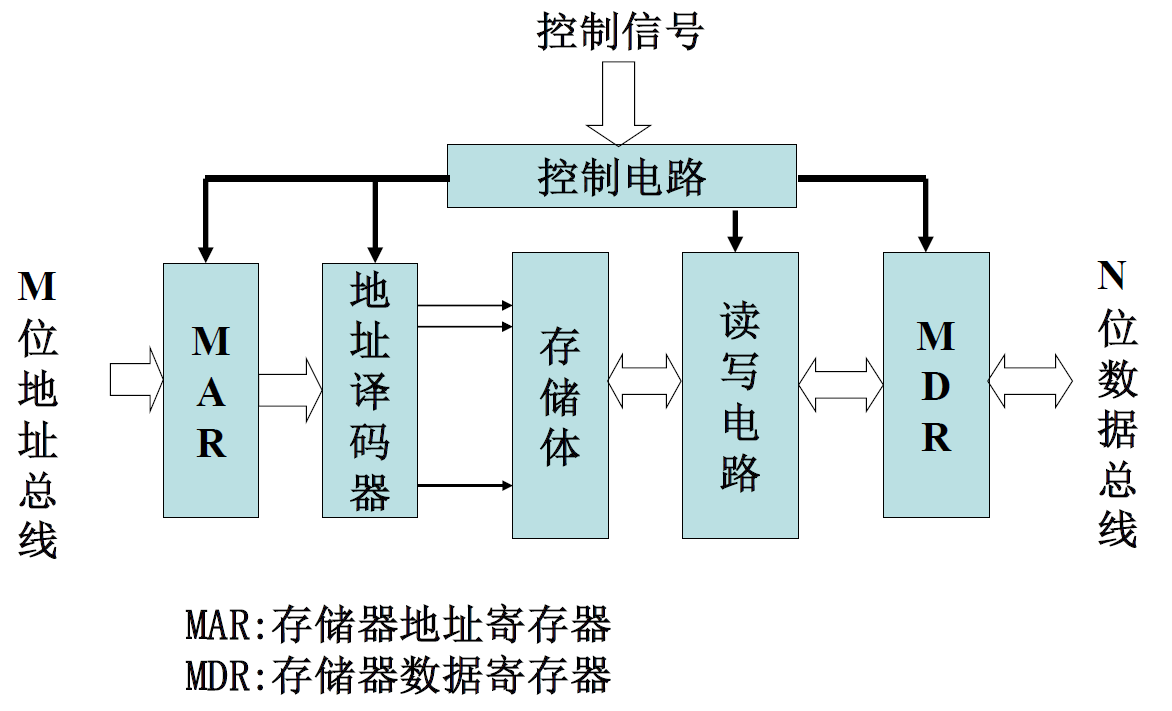 控制信号
控制电路
M位地址总线
MAR
地址译码器
存储体
读写电路
MDR
N位数据总线
MAR:存储器地址寄存器
MDR:存储器数据寄存器